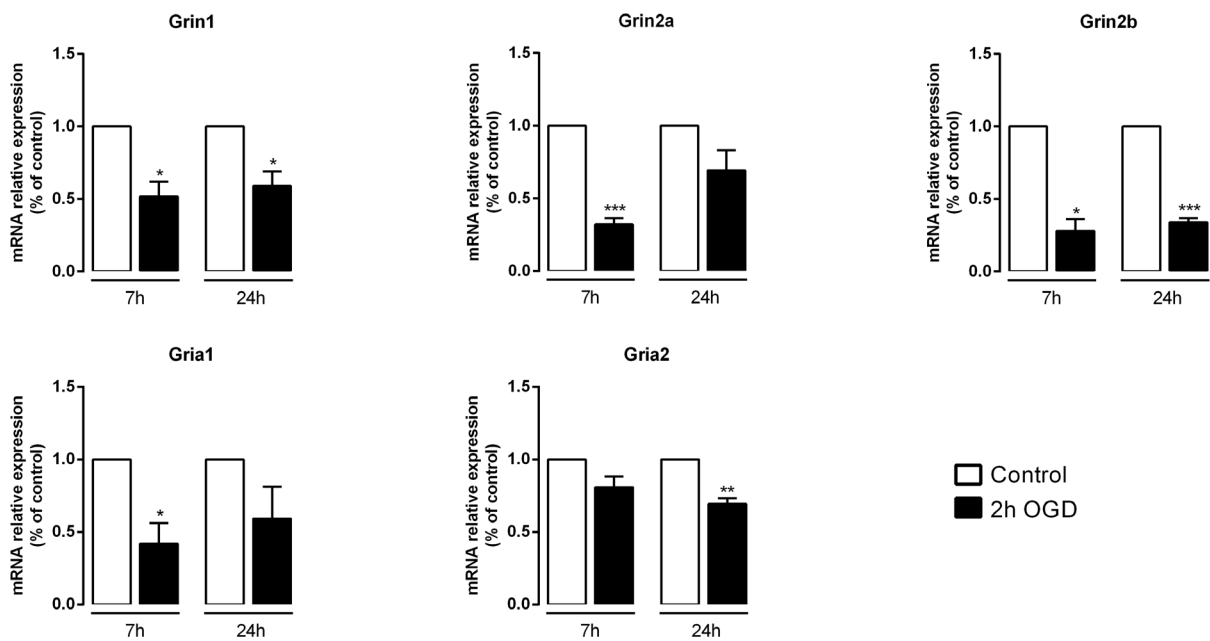 Grin1
mRNA relative expression
(% of control)
1.5
1.0
0.5
0.0
*
*
7h
24h
Grin2a
mRNA relative expression
(% of control)
1.5
1.0
0.5
0.0
***
7h
24h
Grin2b
mRNA relative expression
(% of control)
1.5
1.0
0.5
0.0
*
***
7h
24h
Gria1
mRNA relative expression
(% of control)
1.5
1.0
0.5
0.0
*
7h
24h
Gria2
mRNA relative expression
(% of control)
1.5
1.0
0.5
0.0
**
7h
24h
Control
2h OGD